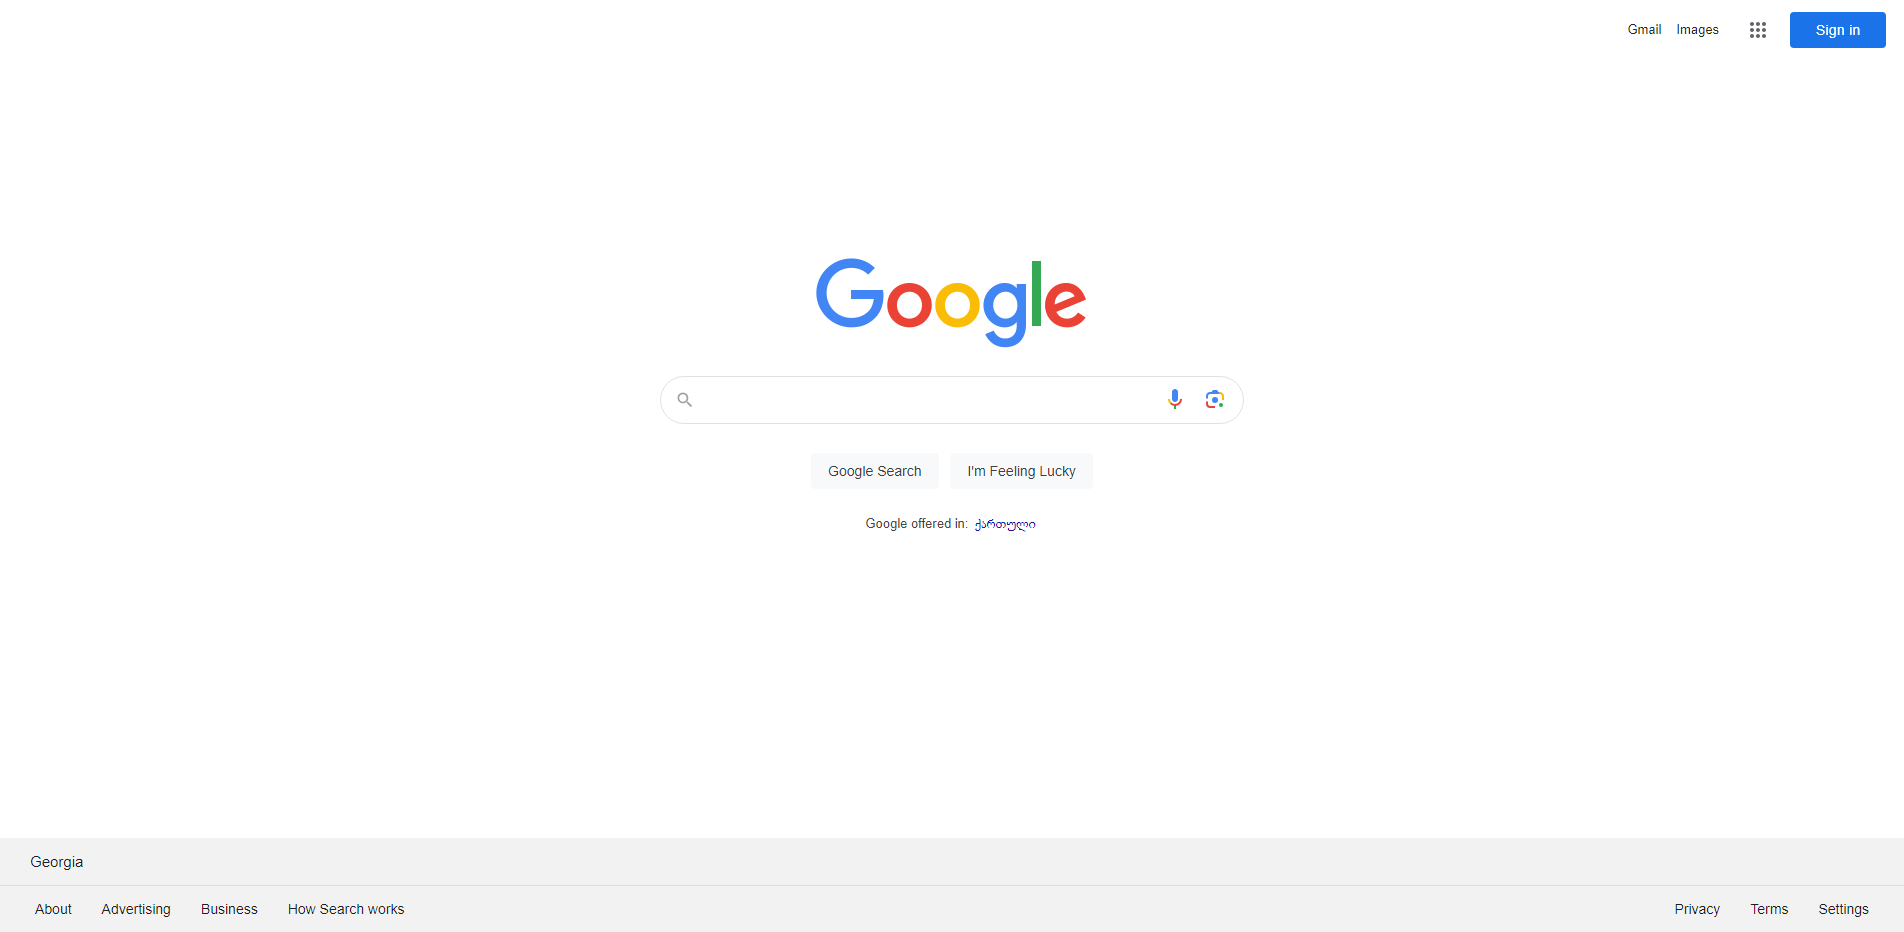 Gmail Images Sign in
Google
Google Search I'm Feeling Lucky
Google offered in: ქართული
Georgia
About Advertising Business How Search works Privacy Terms Settings